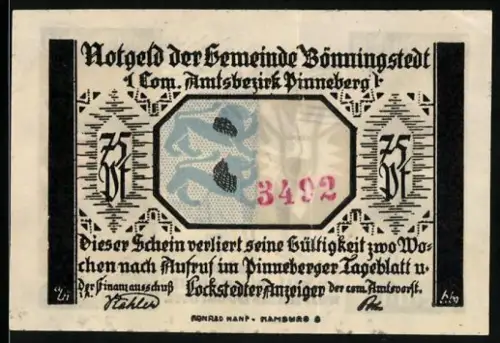 Notgeld der Gemeinde Bönningstedt
(Com. Amtsbezirk Pinneberg).
75 Pf
75 Pf
3492
Dieser Schein verliert seine Gültigkeit zwo Wo-
chen nach Aufruf im Pinneberger Tageblatt u.
der Finanzausschuß Lockstedter Anzeiger der com. Amtsvorst.
KONRAD HANF - HAMBURG 8